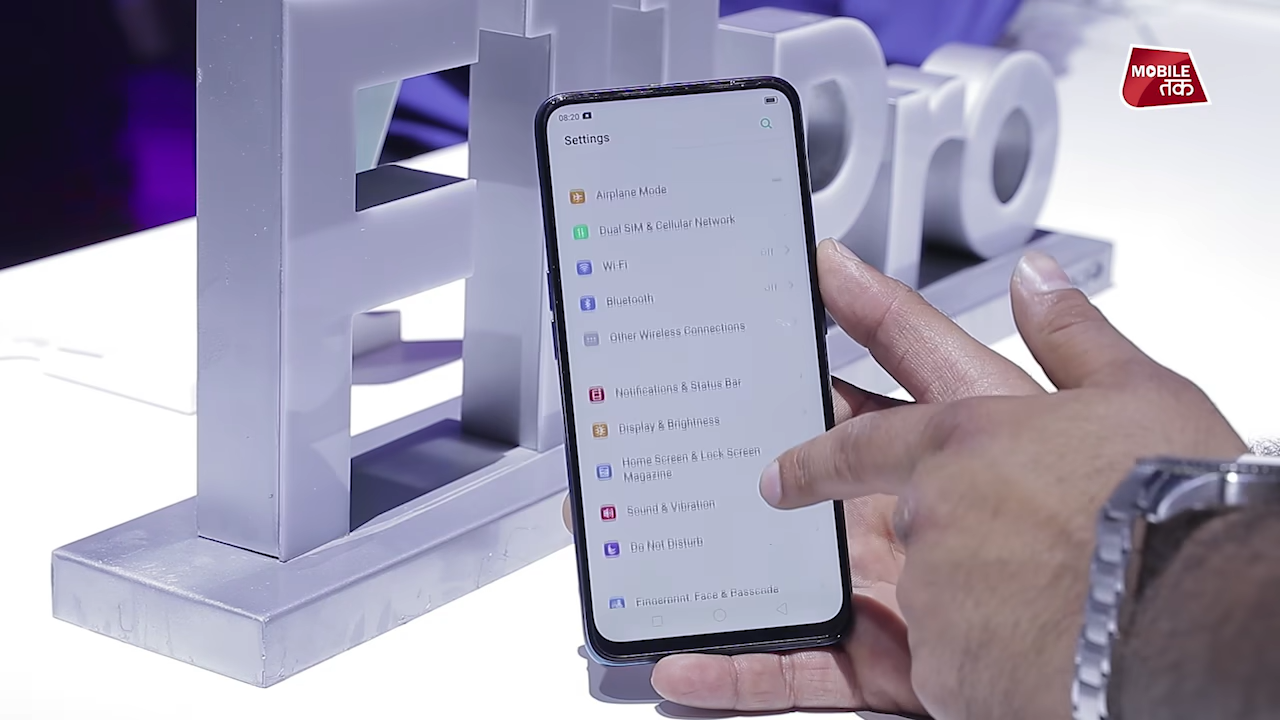 MOBILE
तक
F11 Pro
08:20
Settings
Airplane Mode
Dual SIM & Cellular Network
Wi-Fi
Off
Bluetooth
Off
Other Wireless Connections
Notifications & Status Bar
Display & Brightness
Home Screen & Lock Screen
Magazine
Sound & Vibration
Do Not Disturb
Fingerprint, Face & Passcode